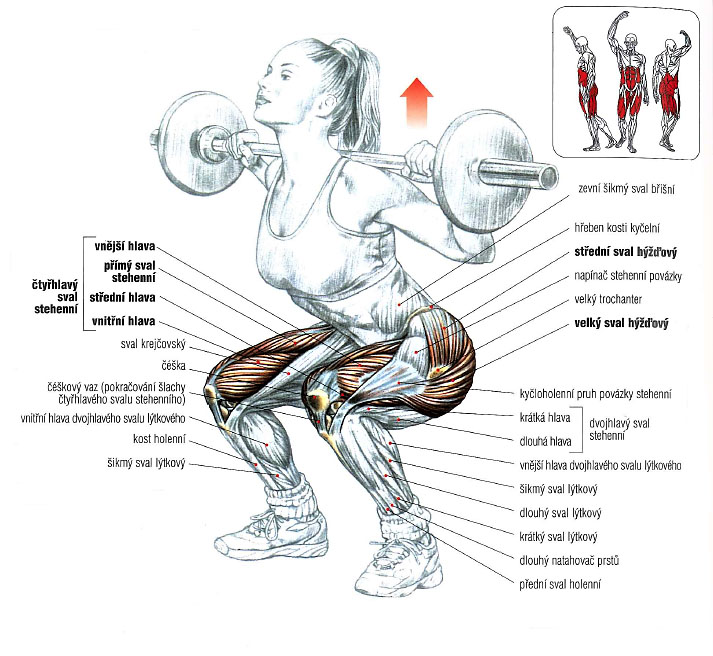 vnější hlava
přímý sval
stehenní
čtyřhlavý
sval
stehenní
střední hlava
vnitřní hlava
sval krejčovský
čéška
čéškový vaz (pokračování šlachy
čtyřhlavého svalu stehenního)
vnitřní hlava dvojhlavého svalu lýtkového
kost holenní
šikmý sval lýtkový
zevní šikmý sval břišní
hřeben kosti kyčelní
střední sval hýžďový
napínač stehenní povázky
velký trochanter
velký sval hýžďový
kyčloholenní pruh povázky stehenní
krátká hlava
dlouhá hlava
dvojhlavý sval
stehenní
vnější hlava dvojhlavého svalu lýtkového
šikmý sval lýtkový
dlouhý sval lýtkový
krátký sval lýtkový
dlouhý natahovač prstů
přední sval holenní